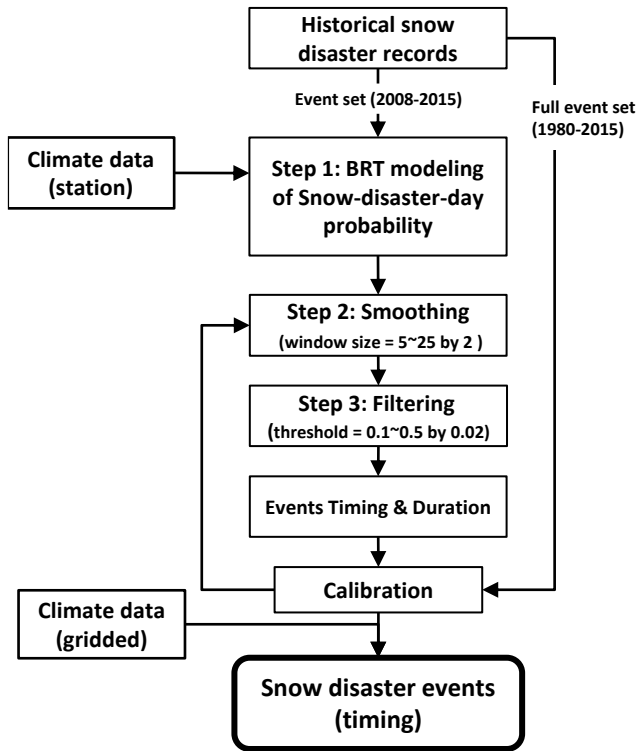 Historical snow
disaster records
Event set (2008-2015)
Full event set
(1980-2015)
Climate data
(station)
Step 1: BRT modeling
of Snow-disaster-day
probability
Step 2: Smoothing
(window size = 5~25 by 2 )
Step 3: Filtering
(threshold = 0.1~0.5 by 0.02)
Events Timing & Duration
Calibration
Climate data
(gridded)
Snow disaster events
(timing)